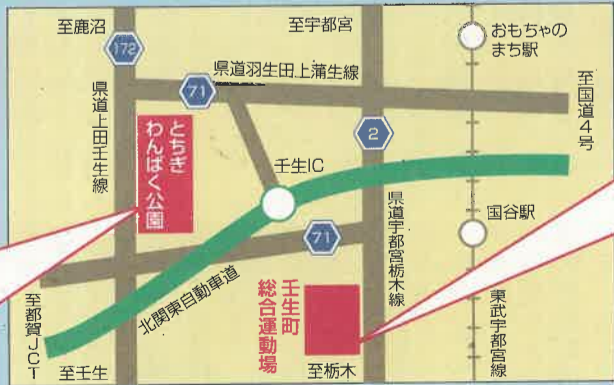 至鹿沼
172
至宇都宮
おもちゃの
まち駅
県道羽生田上蒲生線
71
至国道4号
県道上田壬生線
とちぎ
わんぱく公園
2
壬生IC
県道宇都宮栃木線
国谷駅
71
北関東自動車道
壬生町
総合運動場
東武宇都宮線
至都賀JCT
至壬生
至栃木